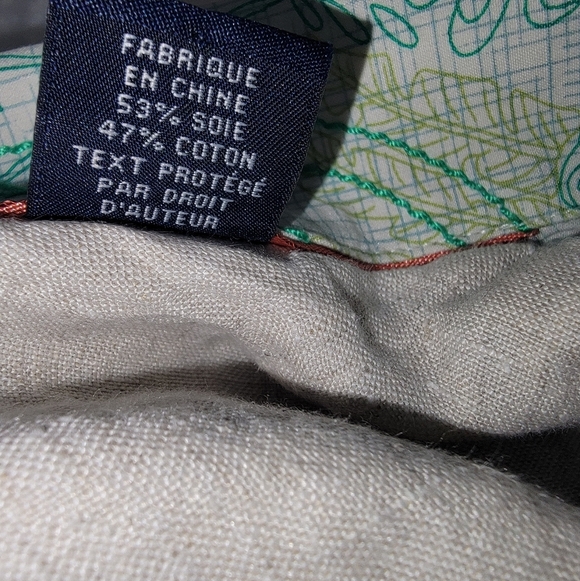 FABRIQUE
EN CHINE
53% SOIE
47% COTON
TEXT PROTÉGÉ
PAR DROIT
D'AUTEUR